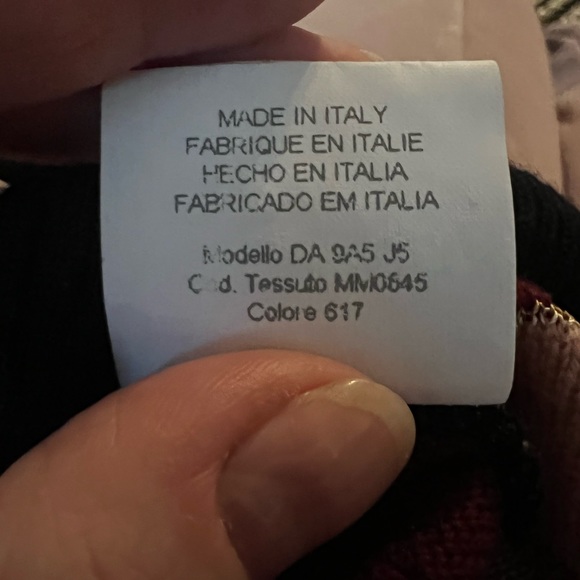 MADE IN ITALY
FABRIQUE EN ITALIE
HECHO EN ITALIA
FABRICADO EM ITALIA
Modello DA 9A5 J5
Cod. Tessuto MM0645
Colore 617